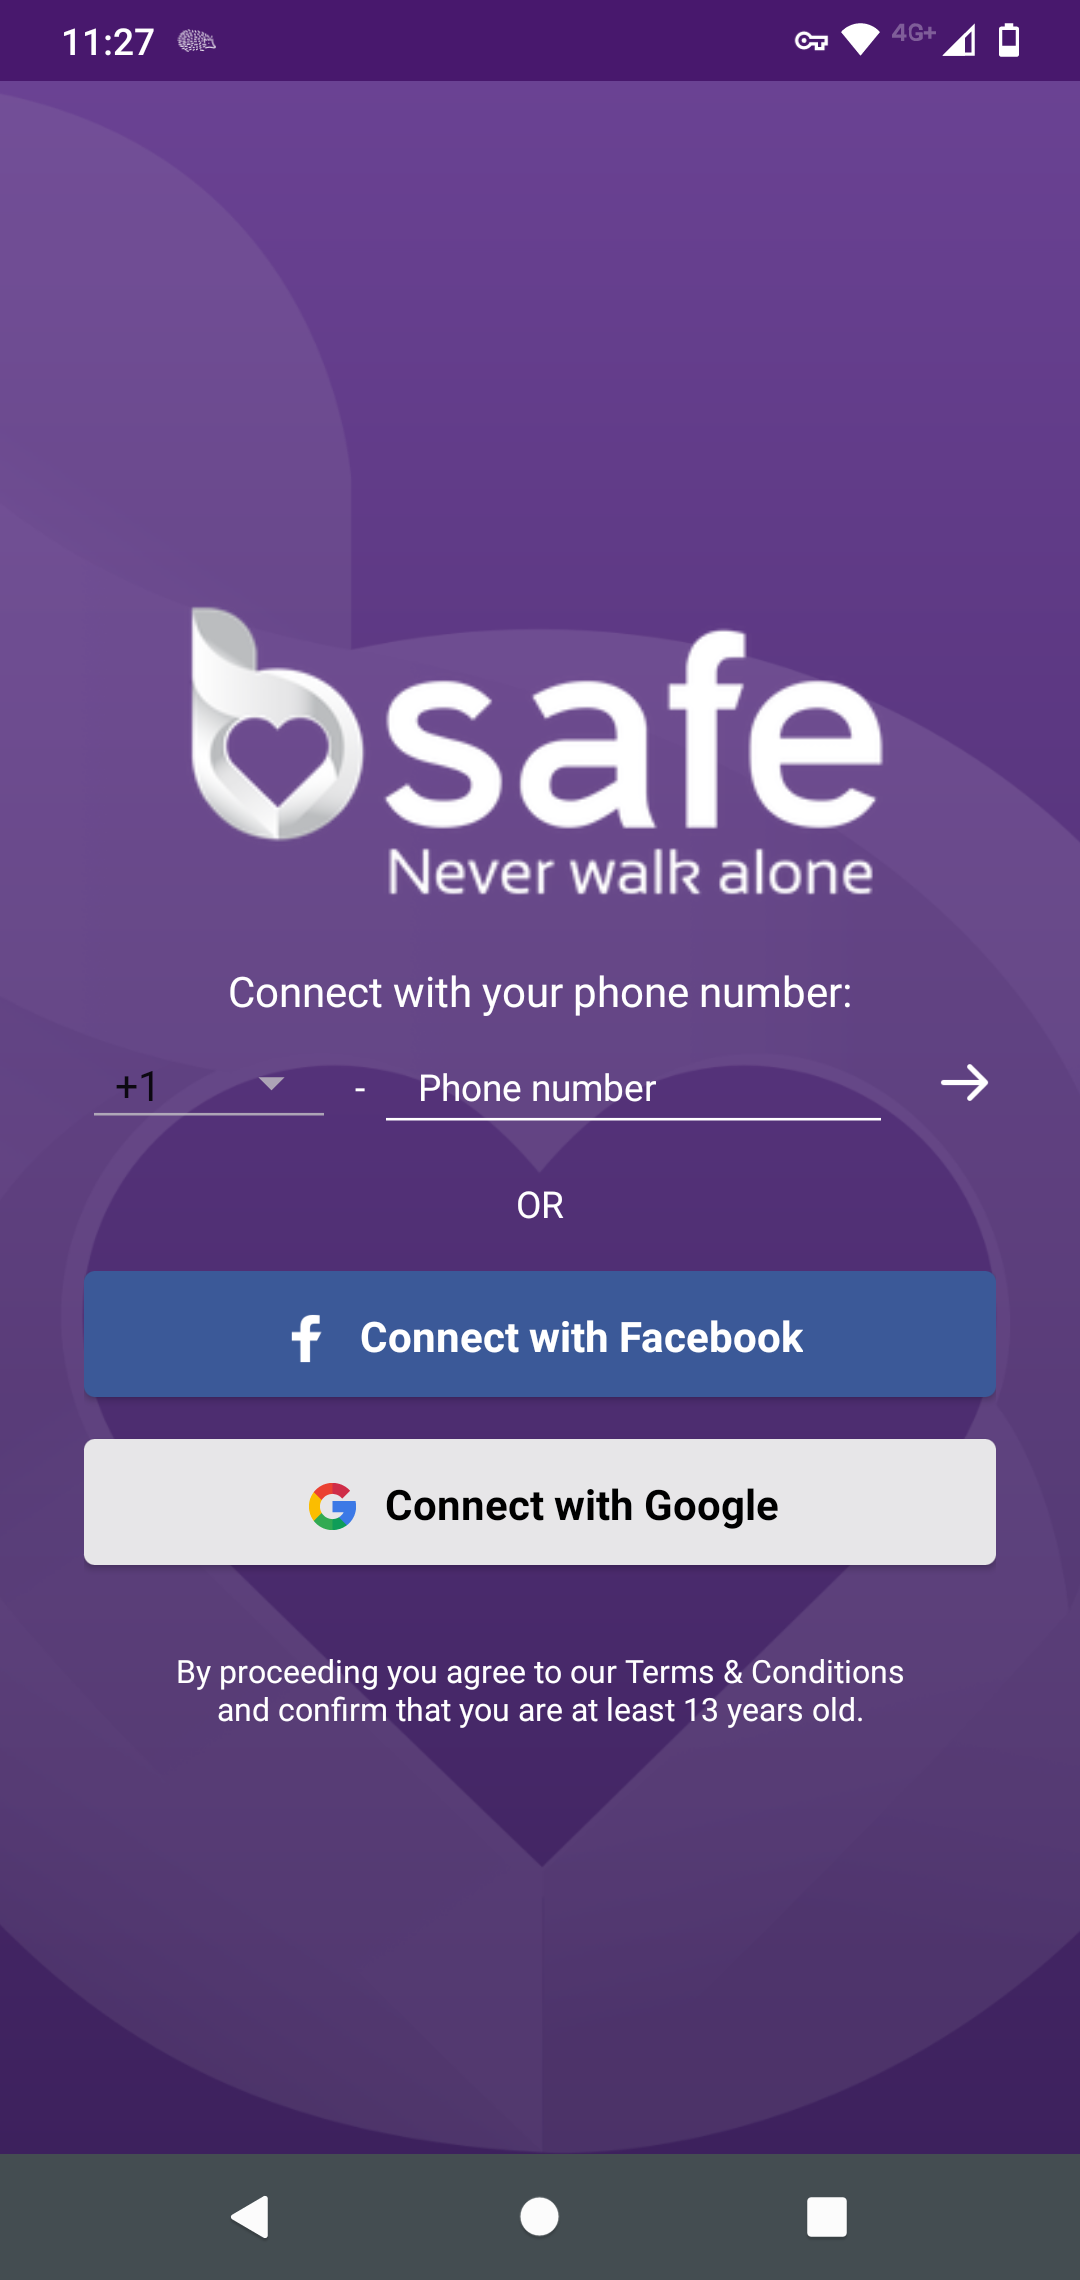 11:27
4G+
bsafe
Never walk alone
Connect with your phone number:
+1 - Phone number
OR
Connect with Facebook
Connect with Google
By proceeding you agree to our Terms & Conditions
and confirm that you are at least 13 years old.